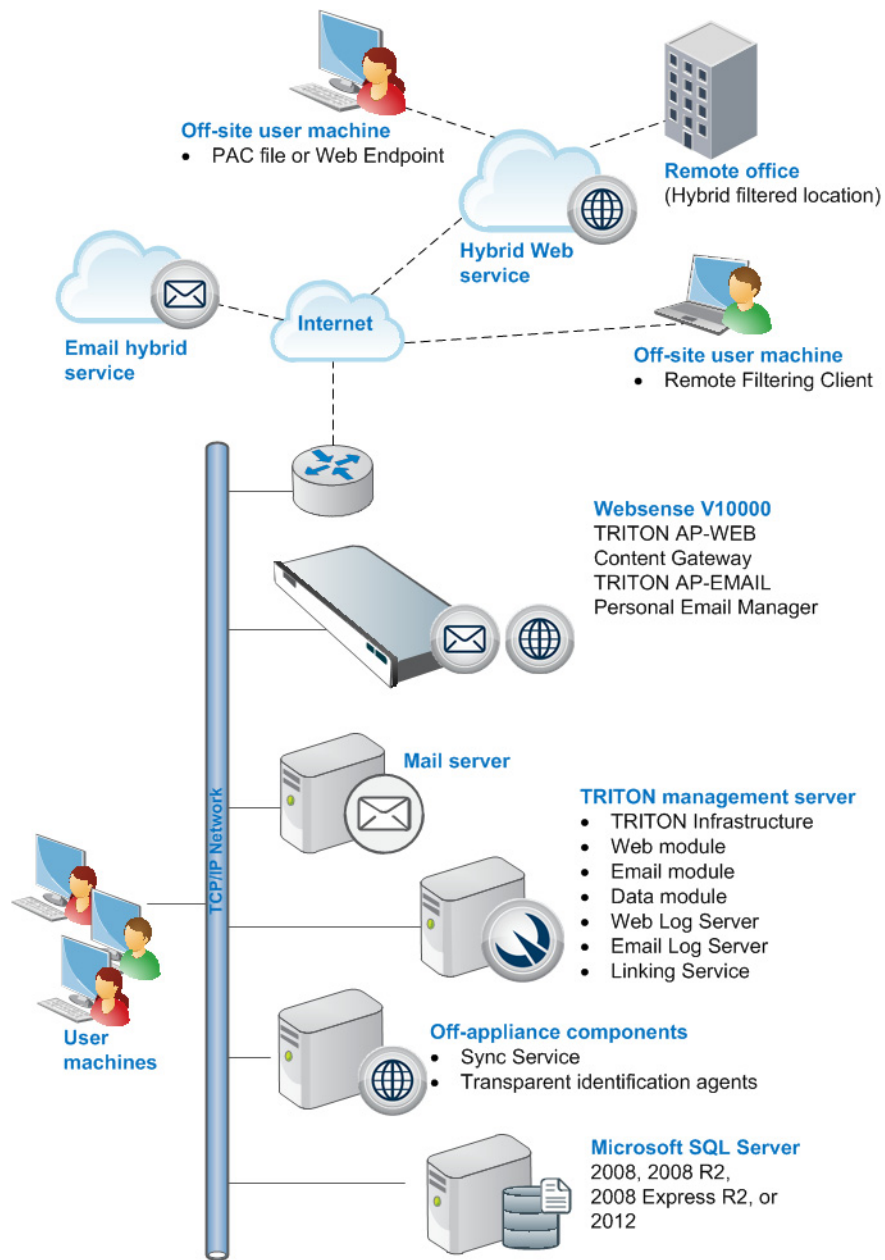 Off-site user machine
• PAC file or Web Endpoint
Remote office
(Hybrid filtered location)
Hybrid Web
service
Internet
Email hybrid
service
Off-site user machine
• Remote Filtering Client
Websense V10000
TRITON AP-WEB
Content Gateway
TRITON AP-EMAIL
Personal Email Manager
Mail server
TRITON management server
• TRITON Infrastructure
• Web module
• Email module
• Data module
• Web Log Server
• Email Log Server
• Linking Service
TCP/IP Network
User
machines
Off-appliance components
• Sync Service
• Transparent identification agents
Microsoft SQL Server
2008, 2008 R2,
2008 Express R2, or
2012